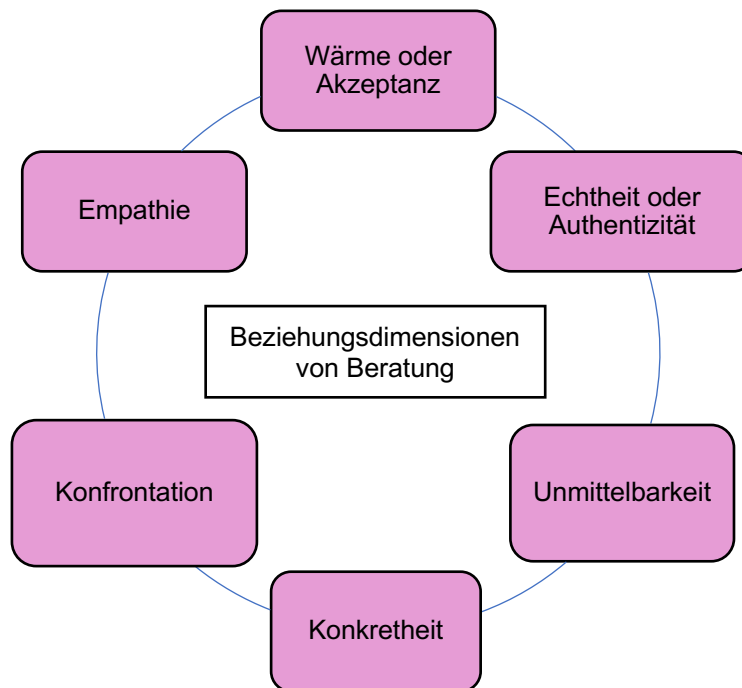 Wärme oder
Akzeptanz
Echtheit oder
Authentizität
Empathie
Beziehungsdimensionen
von Beratung
Unmittelbarkeit
Konfrontation
Konkretheit